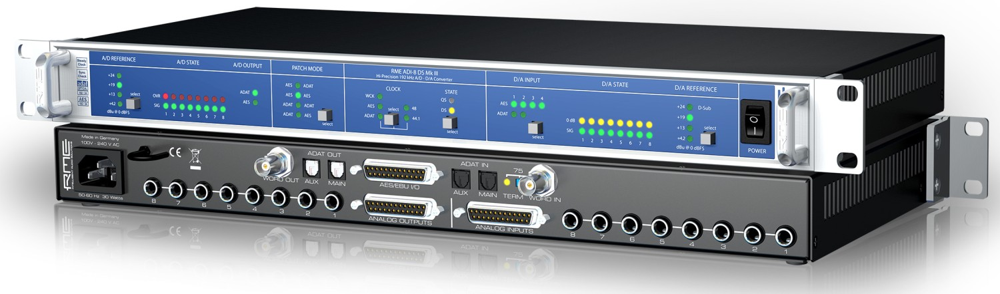 RME
Steady
Clock
Sync
Check
adat
AES
A/D REFERENCE
A/D STATE
A/D OUTPUT
+24
+19
+13
+42
dBu @ 0 dBFS
select
OVR
SIG
1 2 3 4 5 6 7 8
ADAT
AES
PATCH MODE
AES ADAT
AES AES
ADAT ADAT
ADAT AES
select
RME ADI-8 DS Mk III
Hi-Precision 192 kHz A/D - D/A Converter
CLOCK
WCK
AES
ADAT
select
48
44.1
STATE
QS
DS
select
D/A INPUT
1 2 3 4
AES
ADAT
select
D/A STATE
0 dB
SIG
1 2 3 4 5 6 7 8
D/A REFERENCE
+24 D-Sub
+19
+13
+42
dBu @ 0 dBFS
select
POWER
RME
RME
Made in Germany
100V - 240 V AC
50-60 Hz 30 Watts
CE
WORD OUT
ADAT OUT
AUX
MAIN
8 7 6 5 4 3 2 1
AES/EBU I/O
ANALOG OUTPUTS
ADAT IN
AUX
MAIN
75
TERM
WORD IN
ANALOG INPUTS
8 7 6 5 4 3 2 1